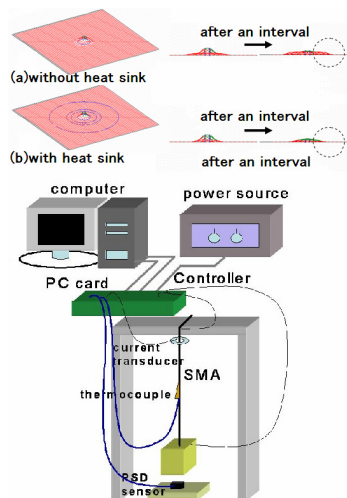 after an interval
(a)without heat sink
after an interval
(b)with heat sink
after an interval
computer
power source
PC card
Controller
current
transducer
SMA
thermocouple
PSD
sensor